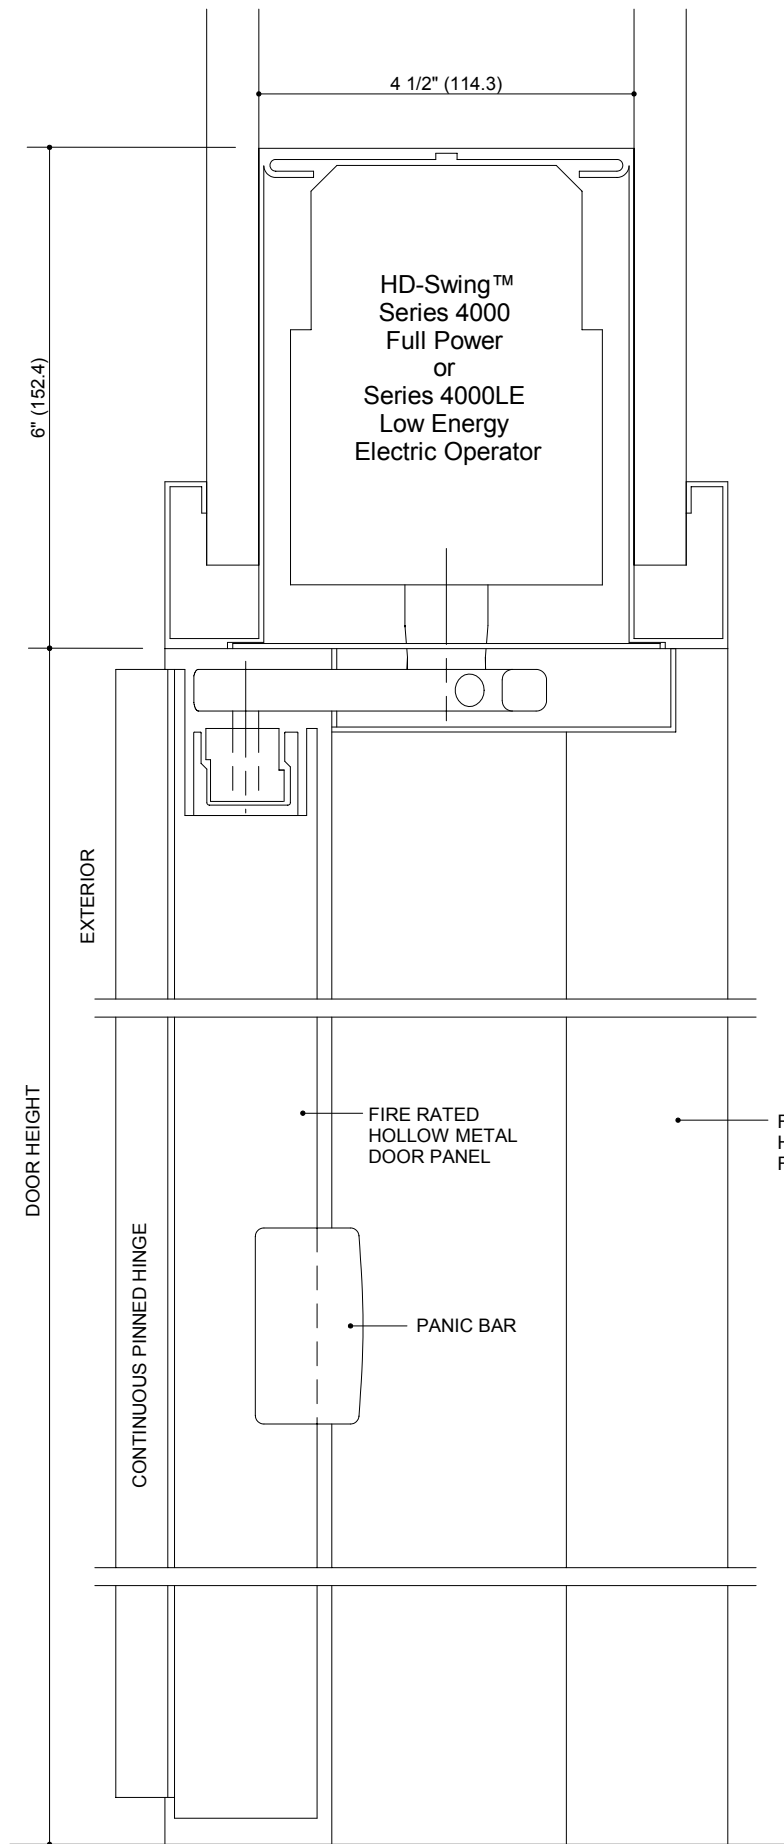 4 1/2" (114.3)
6" (152.4)
HD-Swing™
Series 4000
Full Power
or
Series 4000LE
Low Energy
Electric Operator
EXTERIOR
DOOR HEIGHT
FIRE RATED
HOLLOW METAL
DOOR PANEL
CONTINUOUS PINNED HINGE
PANIC BAR